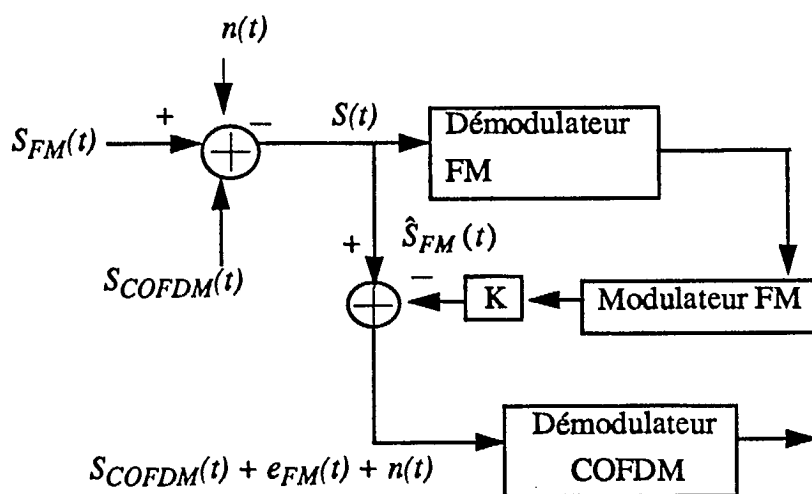 n(t)
+
−
S(t)
S_FM(t)
Démodulateur
FM
S_COFDM(t)
+
Ŝ_FM(t)
−
K
Modulateur FM
S_COFDM(t) + e_FM(t) + n(t)
Démodulateur
COFDM